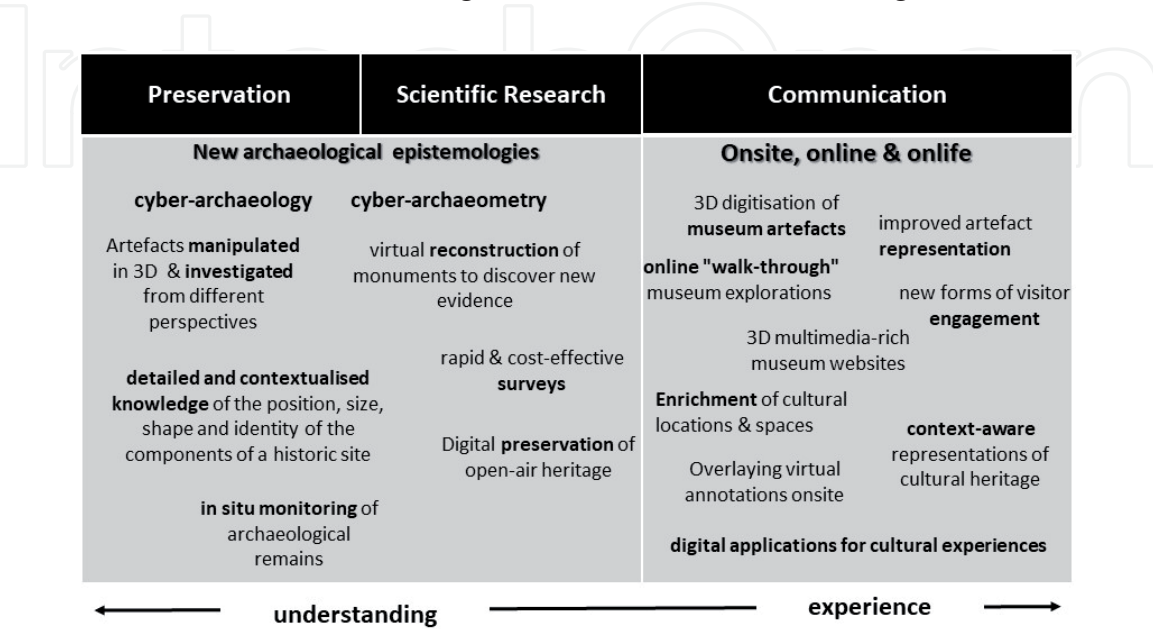 Preservation
Scientific Research
Communication
New archaeological epistemologies
cyber-archaeology
cyber-archaeometry
Artefacts manipulated
in 3D & investigated
from different
perspectives
virtual reconstruction of
monuments to discover new
evidence
rapid & cost-effective
surveys
detailed and contextualised
knowledge of the position, size,
shape and identity of the
components of a historic site
Digital preservation of
open-air heritage
in situ monitoring of
archaeological
remains
Onsite, online & onlife
3D digitisation of
museum artefacts
improved artefact
representation
online "walk-through"
museum explorations
new forms of visitor
engagement
3D multimedia-rich
museum websites
Enrichment of cultural
locations & spaces
context-aware
representations of
cultural heritage
Overlaying virtual
annotations onsite
digital applications for cultural experiences
understanding
experience